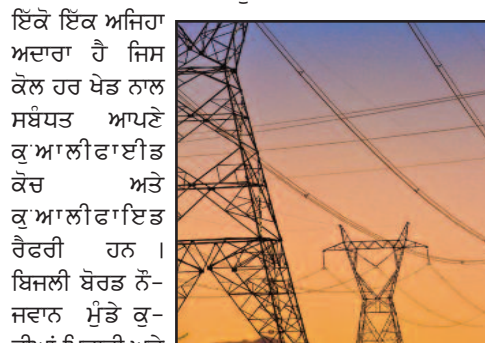 ਇੱਕੋ ਇੱਕ ਅਜਿਹਾ
ਅਦਾਰਾ ਹੈ ਜਿਸ
ਕੋਲ ਹਰ ਖੇਡ ਨਾਲ
ਸਬੰਧਤ ਆਪਣੇ
ਕੁਆਲੀਫਾਈਡ
ਕੋਚ ਅਤੇ
ਕੁਆਲੀਫਾਇਡ
ਰੈਫਰੀ ਹਨ ।
ਬਿਜਲੀ ਬੋਰਡ ਨੌ-
ਜਵਾਨ ਮੁੰਡੇ ਕੁ-